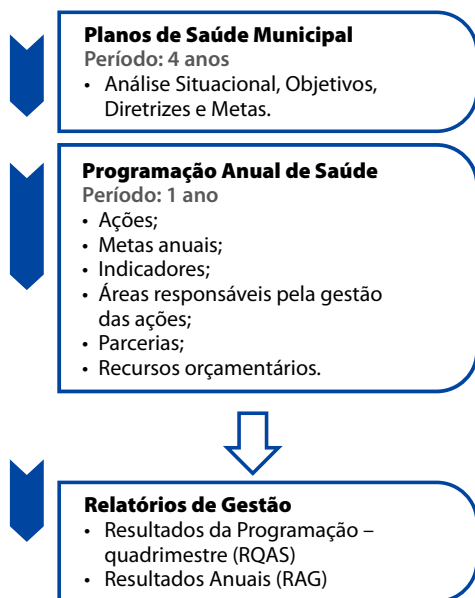 Planos de Saúde Municipal
Período: 4 anos
• Análise Situacional, Objetivos,
Diretrizes e Metas.
Programação Anual de Saúde
Período: 1 ano
• Ações;
• Metas anuais;
• Indicadores;
• Áreas responsáveis pela gestão
das ações;
• Parcerias;
• Recursos orçamentários.
Relatórios de Gestão
• Resultados da Programação –
quadrimestre (RQAS)
• Resultados Anuais (RAG)